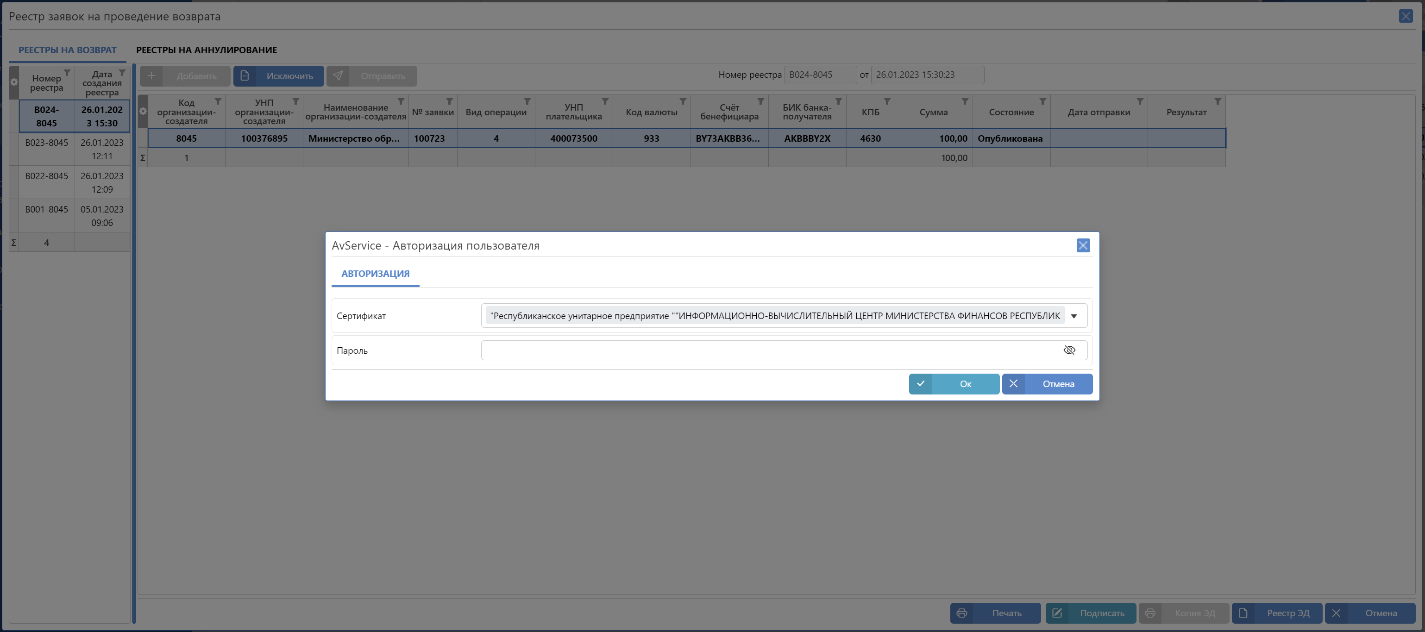 Реестр заявок на проведение возврата
РЕЕСТРЫ НА ВОЗВРАТ
РЕЕСТРЫ НА АННУЛИРОВАНИЕ
Номер реестра
Дата создания реестра
B024-8045
26.01.2023 15:30
B023-8045
26.01.2023 12:11
B022-8045
26.01.2023 12:09
B001-8045
05.01.2023 09:06
Σ 4
Добавить
Исключить
Отправить
Номер реестра B024-8045 от 26.01.2023 15:30:23
Код организации-создателя
УНП организации-создателя
Наименование организации-создателя
№ заявки
Вид операции
УНП плательщика
Код валюты
Счёт бенефициара
БИК банка-получателя
КПБ
Сумма
Состояние
Дата отправки
Результат
8045 100376895 Министерство обр... 100723 4 400073500 933 BY73AKBB36... AKBBBY2X 4630 100,00 Опубликована
Σ 1 100,00
AvService - Авторизация пользователя
АВТОРИЗАЦИЯ
Сертификат
"Республиканское унитарное предприятие ""ИНФОРМАЦИОННО-ВЫЧИСЛИТЕЛЬНЫЙ ЦЕНТР МИНИСТЕРСТВА ФИНАНСОВ РЕСПУБЛИК
Пароль
Ок
Отмена
Печать
Подписать
Копия ЭД
Реестр ЭД
Отмена